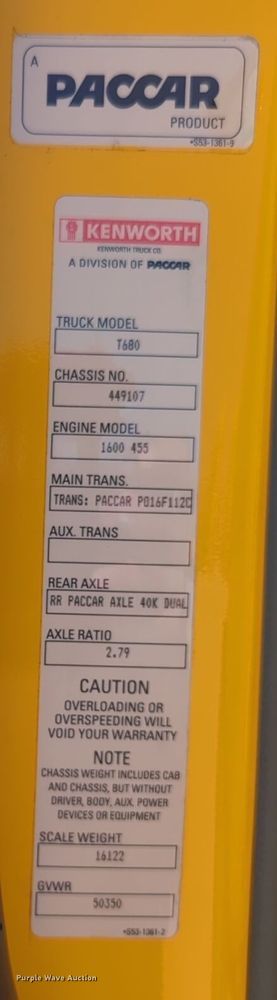 A
PACCAR
PRODUCT
*S53-1361-9
KENWORTH
KENWORTH TRUCK CO.
A DIVISION OF PACCAR
TRUCK MODEL
T680
CHASSIS NO.
449107
ENGINE MODEL
1600 455
MAIN TRANS.
TRANS: PACCAR PO16F112C
AUX. TRANS
REAR AXLE
RR PACCAR AXLE 40K DUAL
AXLE RATIO
2.79
CAUTION
OVERLOADING OR
OVERSPEEDING WILL
VOID YOUR WARRANTY
NOTE
CHASSIS WEIGHT INCLUDES CAB
AND CHASSIS, BUT WITHOUT
DRIVER, BODY, AUX. POWER
DEVICES OR EQUIPMENT
SCALE WEIGHT
16122
GVWR
50350
*S53-1361-2
Purple Wave Auction